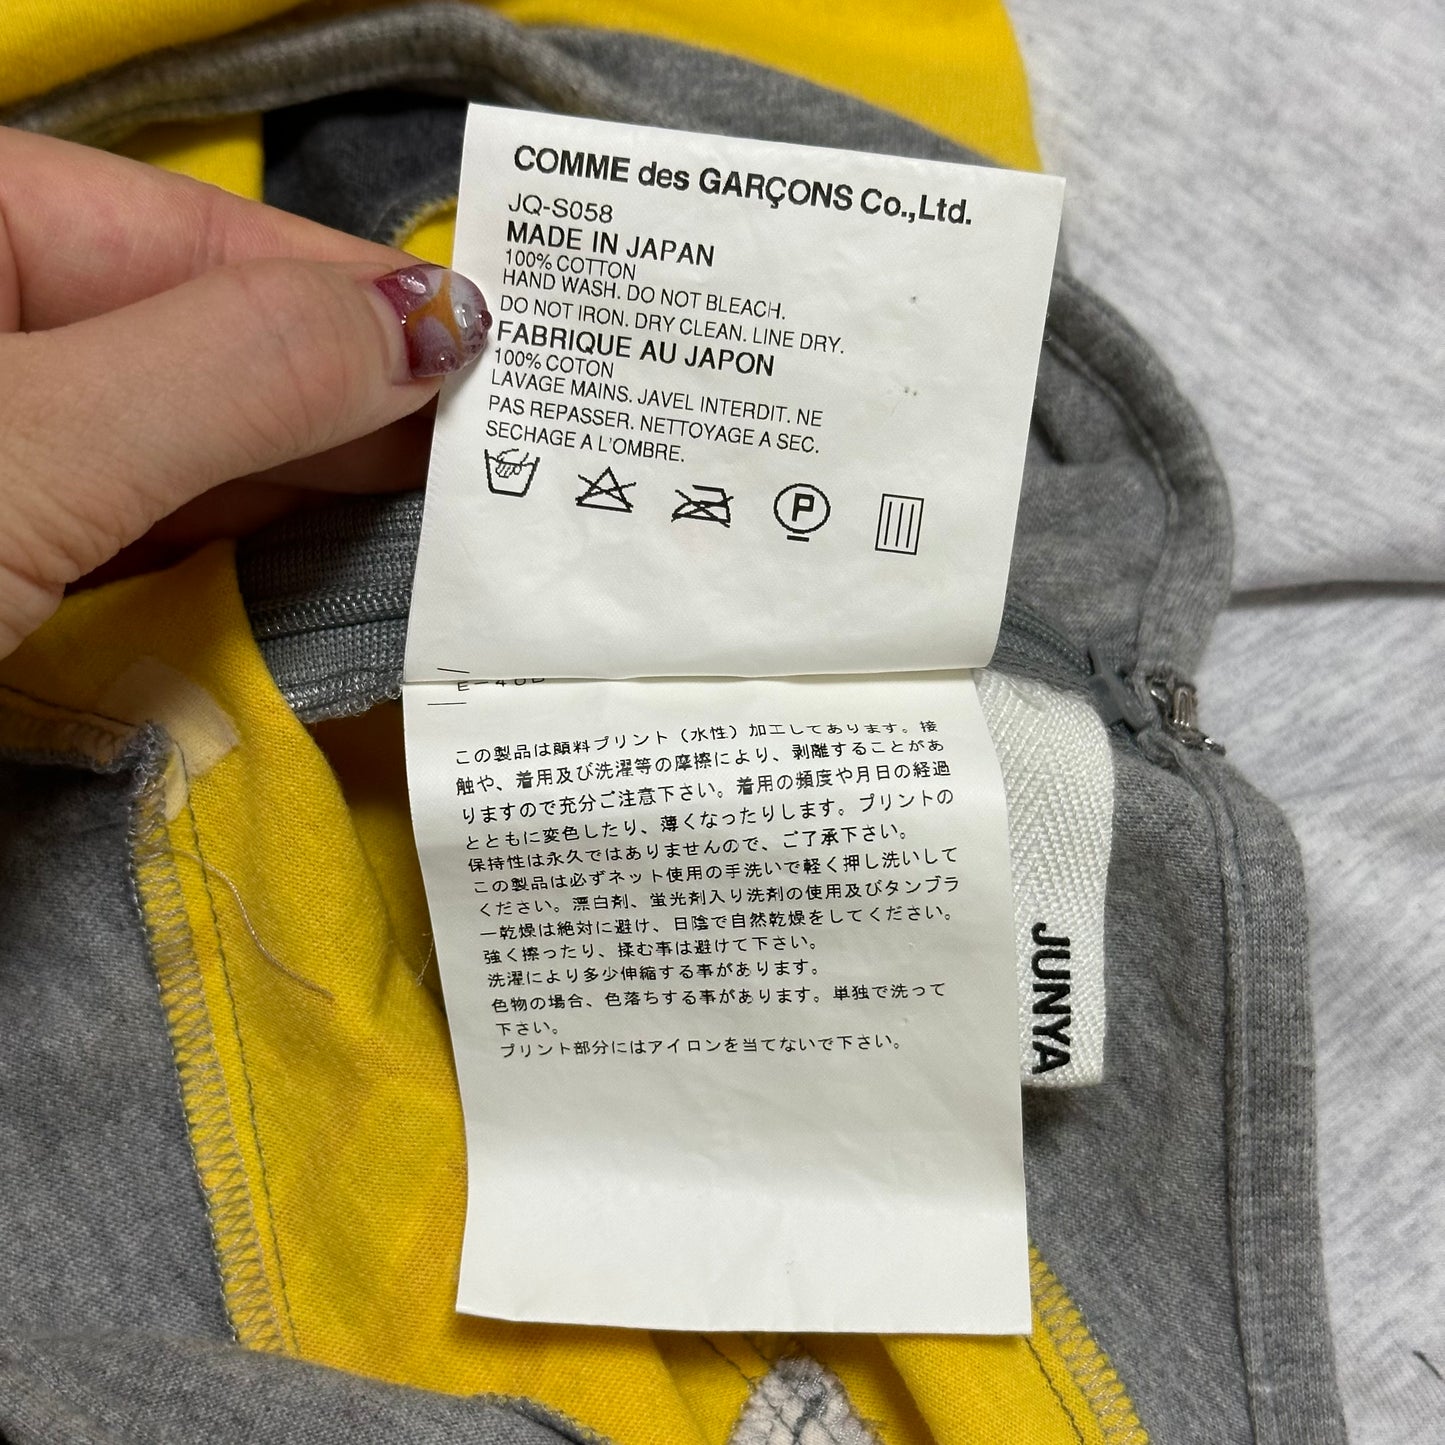 COMME des GARÇONS Co.,Ltd.
JQ-S058
MADE IN JAPAN
100% COTTON
HAND WASH. DO NOT BLEACH.
DO NOT IRON. DRY CLEAN. LINE DRY.
FABRIQUE AU JAPON
100% COTON
LAVAGE MAINS. JAVEL INTERDIT. NE
PAS REPASSER. NETTOYAGE A SEC.
SECHAGE A L'OMBRE.
P
この製品は顔料プリント（水性）加工してあります。接
触や、着用及び洗濯等の摩擦により、剥離することがあ
りますので充分ご注意下さい。着用の頻度や月日の経過
とともに変色したり、薄くなったりします。プリントの
保持性は永久ではありませんので、ご了承下さい。
この製品は必ずネット使用の手洗いで軽く押し洗いして
ください。漂白剤、蛍光剤入り洗剤の使用及びタンブラ
ー乾燥は絶対に避け、日陰で自然乾燥をしてください。
強く擦ったり、揉む事は避けて下さい。
洗濯により多少伸縮する事があります。
色物の場合、色落ちする事があります。単独で洗って
下さい。
プリント部分にはアイロンを当てないで下さい。
JUNYA